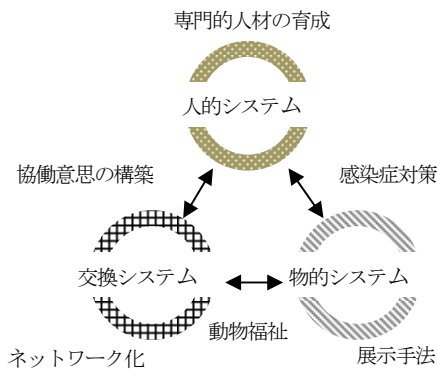 専門的人材の育成
人的システム
協働意思の構築
感染症対策
交換システム
物的システム
動物福祉
ネットワーク化
展示手法